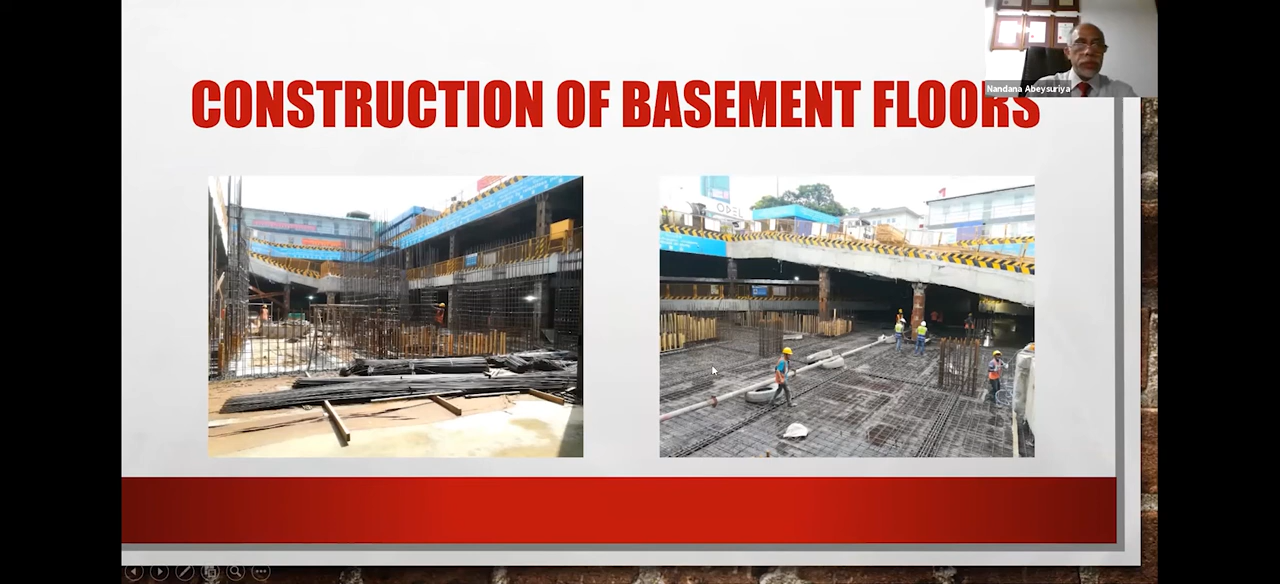 CONSTRUCTION OF BASEMENT FLOORS
Nandana Abeysuriya
ODEL